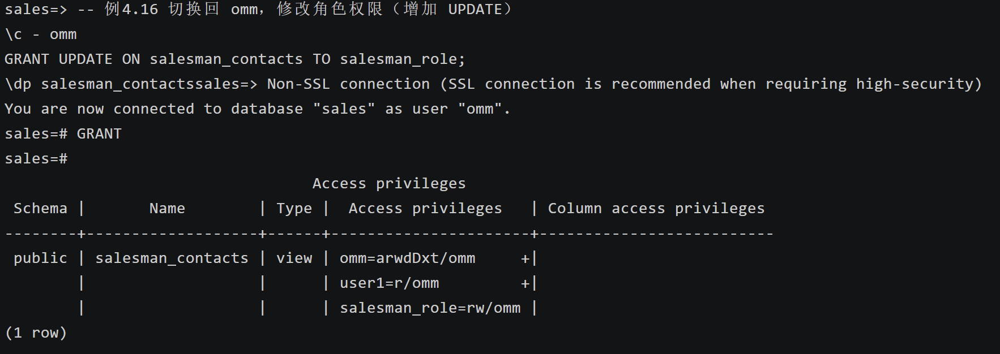 sales=> -- 例4.16 切换回 omm，修改角色权限（增加 UPDATE）
\c - omm
GRANT UPDATE ON salesman_contacts TO salesman_role;
\dp salesman_contactssales=> Non-SSL connection (SSL connection is recommended when requiring high-security)
You are now connected to database "sales" as user "omm".
sales=# GRANT
sales=#
                                  Access privileges
 Schema |       Name        | Type |  Access privileges   | Column access privileges
--------+-------------------+------+----------------------+--------------------------
 public | salesman_contacts | view | omm=arwdDxt/omm     +|
        |                   |      | user1=r/omm         +|
        |                   |      | salesman_role=rw/omm |
(1 row)